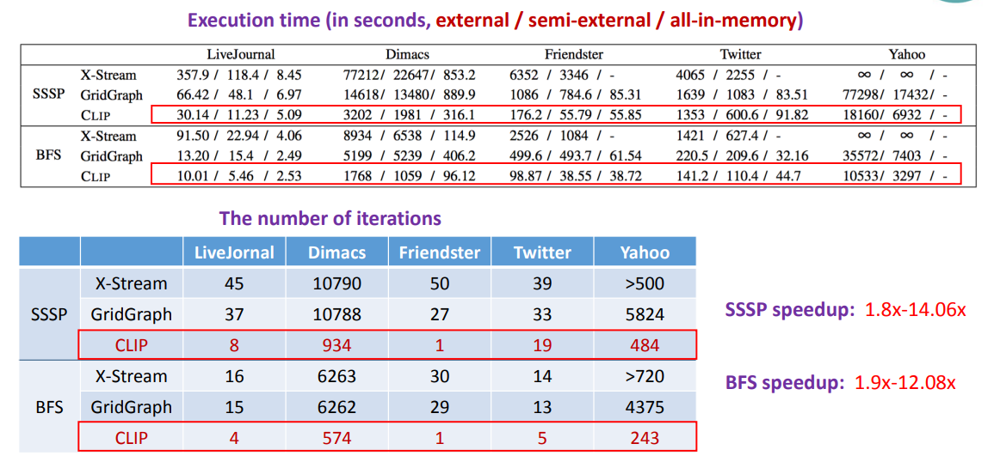 Execution time (in seconds, external / semi-external / all-in-memory)
LiveJournal Dimacs Friendster Twitter Yahoo
X-Stream 357.9 / 118.4 / 8.45 77212/ 22647/ 853.2 6352 / 3346 / - 4065 / 2255 / - ∞ / ∞ / -
SSSP GridGraph 66.42 / 48.1 / 6.97 14618/ 13480/ 889.9 1086 / 784.6 / 85.31 1639 / 1083 / 83.51 77298/ 17432/ -
CLIP 30.14 / 11.23 / 5.09 3202 / 1981 / 316.1 176.2 / 55.79 / 55.85 1353 / 600.6 / 91.82 18160/ 6932 / -
X-Stream 91.50 / 22.94 / 4.06 8934 / 6538 / 114.9 2526 / 1084 / - 1421 / 627.4 / - ∞ / ∞ / -
BFS GridGraph 13.20 / 15.4 / 2.49 5199 / 5239 / 406.2 499.6 / 493.7 / 61.54 220.5 / 209.6 / 32.16 35572/ 7403 / -
CLIP 10.01 / 5.46 / 2.53 1768 / 1059 / 96.12 98.87 / 38.55 / 38.72 141.2 / 110.4 / 44.7 10533/ 3297 / -
The number of iterations
LiveJornal Dimacs Friendster Twitter Yahoo
X-Stream 45 10790 50 39 >500
SSSP GridGraph 37 10788 27 33 5824
CLIP 8 934 1 19 484
X-Stream 16 6263 30 14 >720
BFS GridGraph 15 6262 29 13 4375
CLIP 4 574 1 5 243
SSSP speedup: 1.8x-14.06x
BFS speedup: 1.9x-12.08x